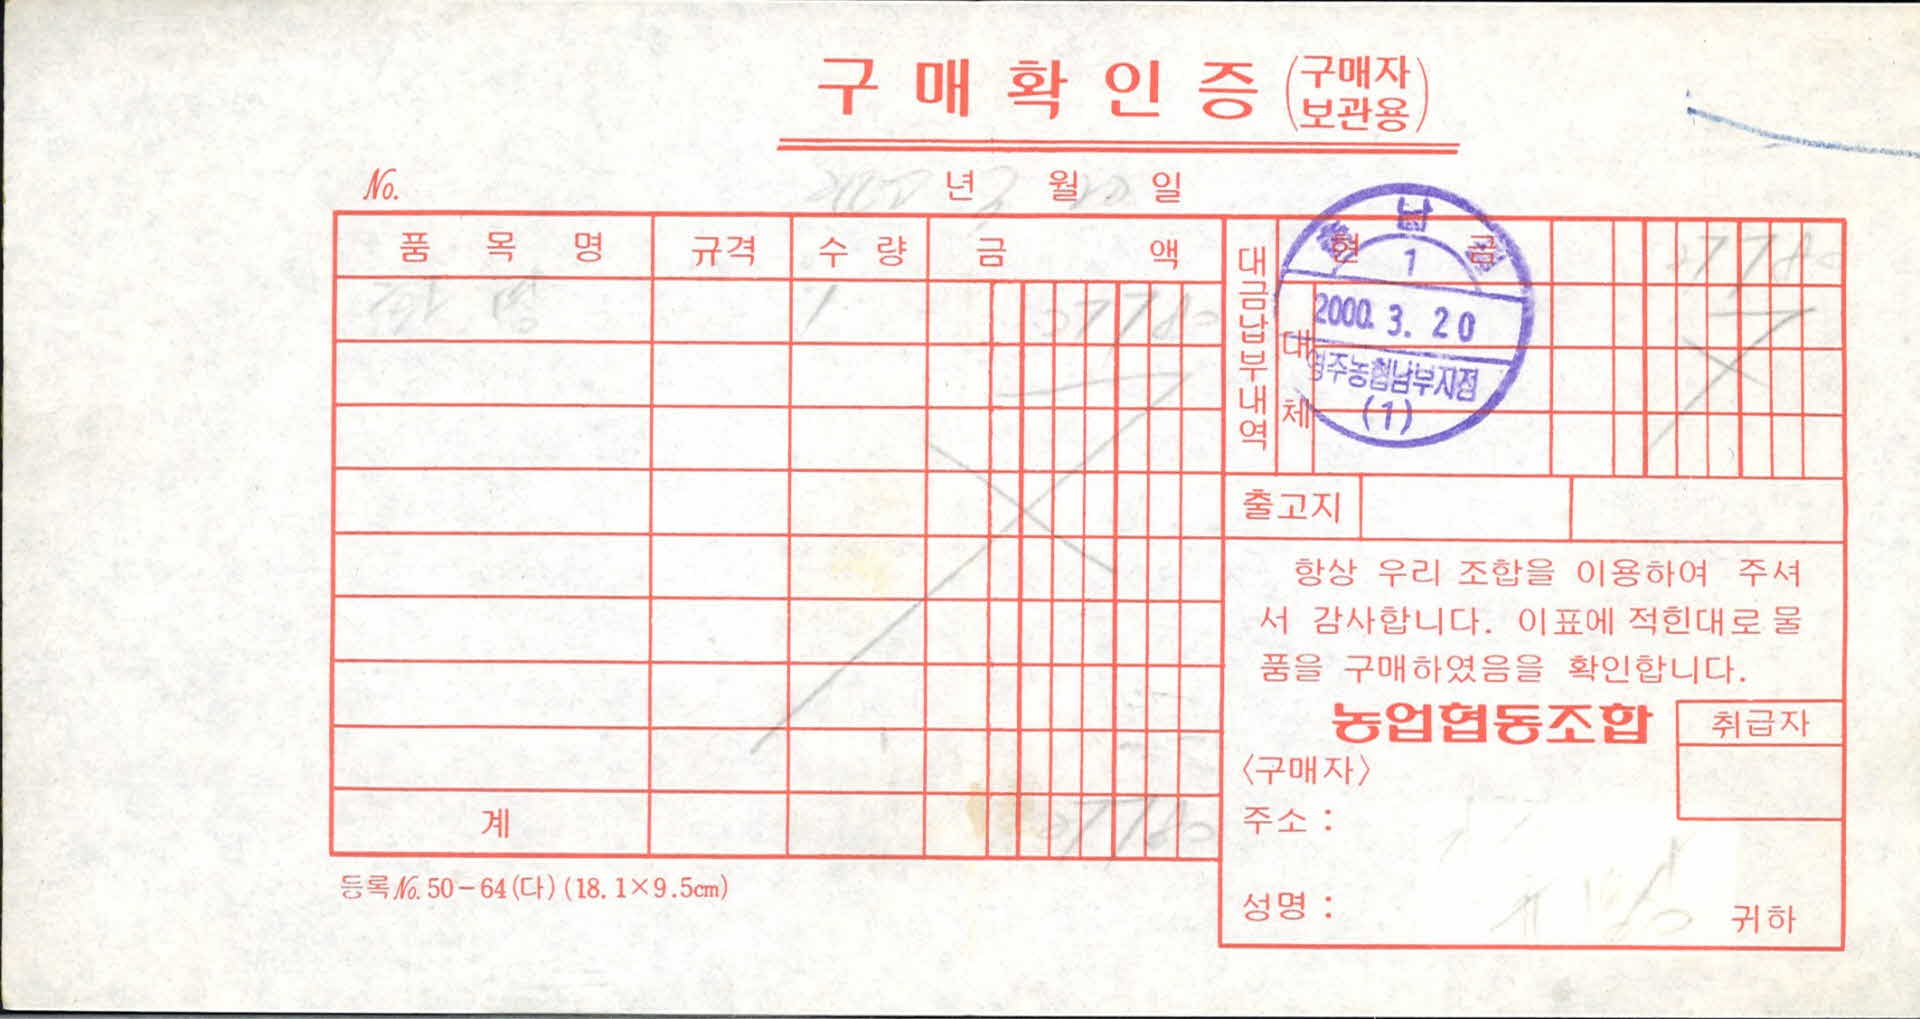 구매확인증 (구매자 보관용)
No.
년 월 일
품목명 규격 수량 금액
계
등록 No. 50-64(다) (18.1×9.5cm)
대금납부내역
현금
대체
납
1
2000. 3. 20
영주농협남부지점
(1)
출고지
항상 우리 조합을 이용하여 주셔
서 감사합니다. 이표에 적힌대로 물
품을 구매하였음을 확인합니다.
농업협동조합
취급자
〈구매자〉
주소 :
성명 : 귀하